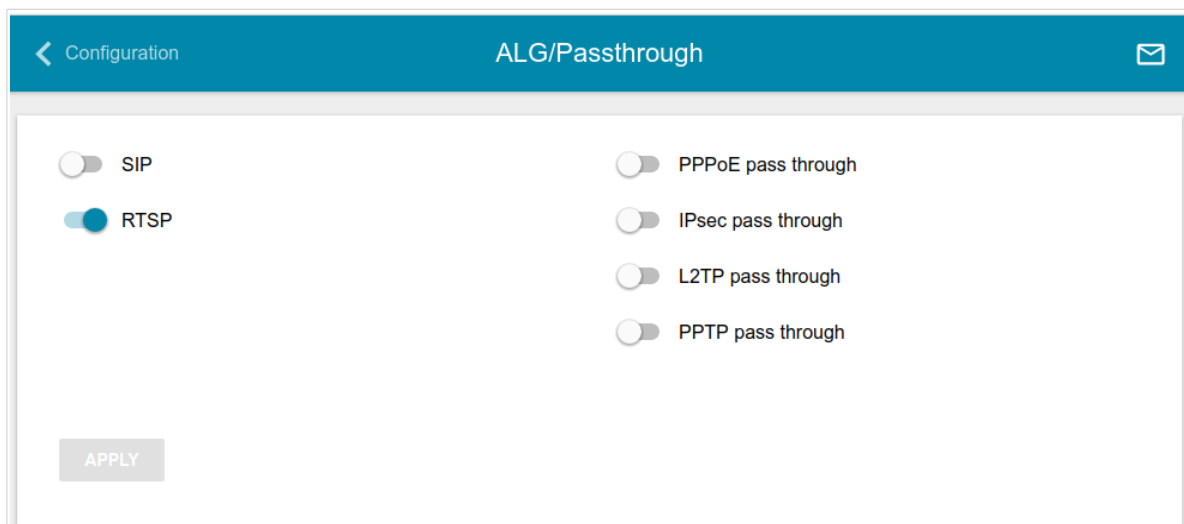 Configuration
ALG/Passthrough
SIP
RTSP
PPPoE pass through
IPsec pass through
L2TP pass through
PPTP pass through
APPLY